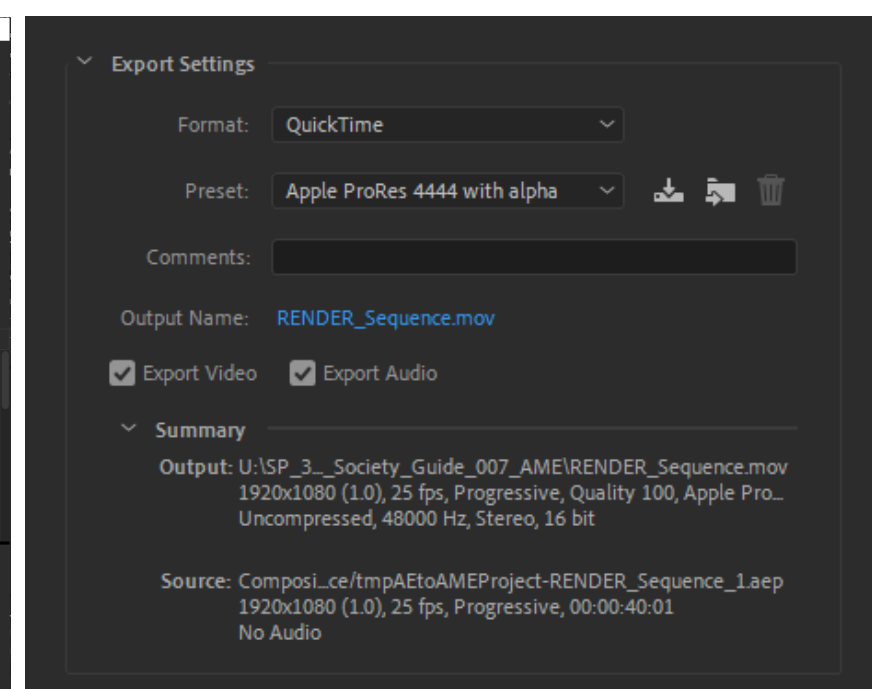 Export Settings
Format: QuickTime
Preset: Apple ProRes 4444 with alpha
Comments:
Output Name: RENDER_Sequence.mov
Export Video Export Audio
Summary
Output: U:\SP_3..._Society_Guide_007_AME\RENDER_Sequence.mov
1920x1080 (1.0), 25 fps, Progressive, Quality 100, Apple Pro...
Uncompressed, 48000 Hz, Stereo, 16 bit
Source: Composi...ce/tmpAEtoAMEProject-RENDER_Sequence_1.aep
1920x1080 (1.0), 25 fps, Progressive, 00:00:40:01
No Audio